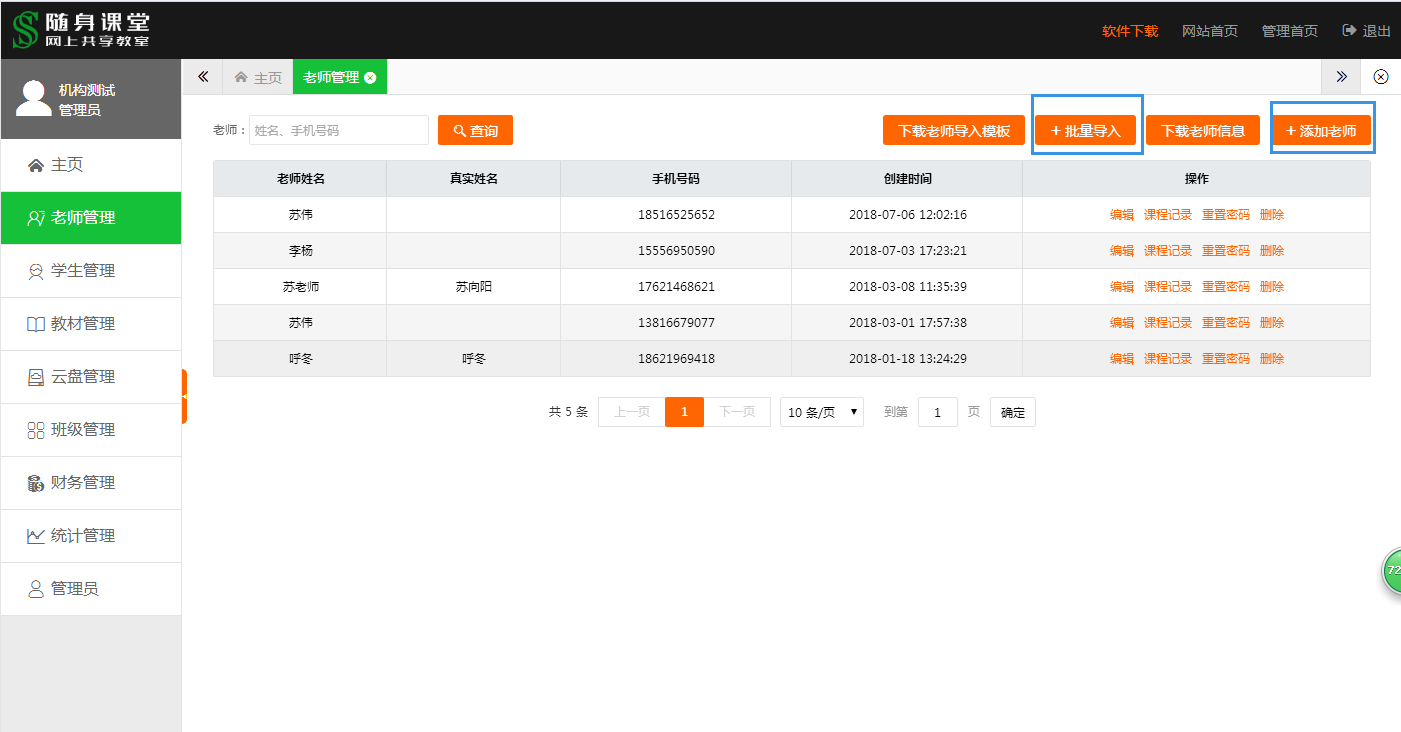 随身课堂
网上共享教室
软件下载 网站首页 管理首页 退出
机构测试
管理员
主页 老师管理
老师： 姓名、手机号码 查询 下载老师导入模板 +批量导入 下载老师信息 +添加老师
主页
老师管理
学生管理
教材管理
云盘管理
班级管理
财务管理
统计管理
管理员
老师姓名 真实姓名 手机号码 创建时间 操作
苏伟 18516525652 2018-07-06 12:02:16 编辑 课程记录 重置密码 删除
李杨 15556950590 2018-07-03 17:23:21 编辑 课程记录 重置密码 删除
苏老师 苏向阳 17621468621 2018-03-08 11:35:39 编辑 课程记录 重置密码 删除
苏伟 13816679077 2018-03-01 17:57:38 编辑 课程记录 重置密码 删除
呼冬 呼冬 18621969418 2018-01-18 13:24:29 编辑 课程记录 重置密码 删除
共 5 条 上一页 1 下一页 10 条/页 到第 1 页 确定
72